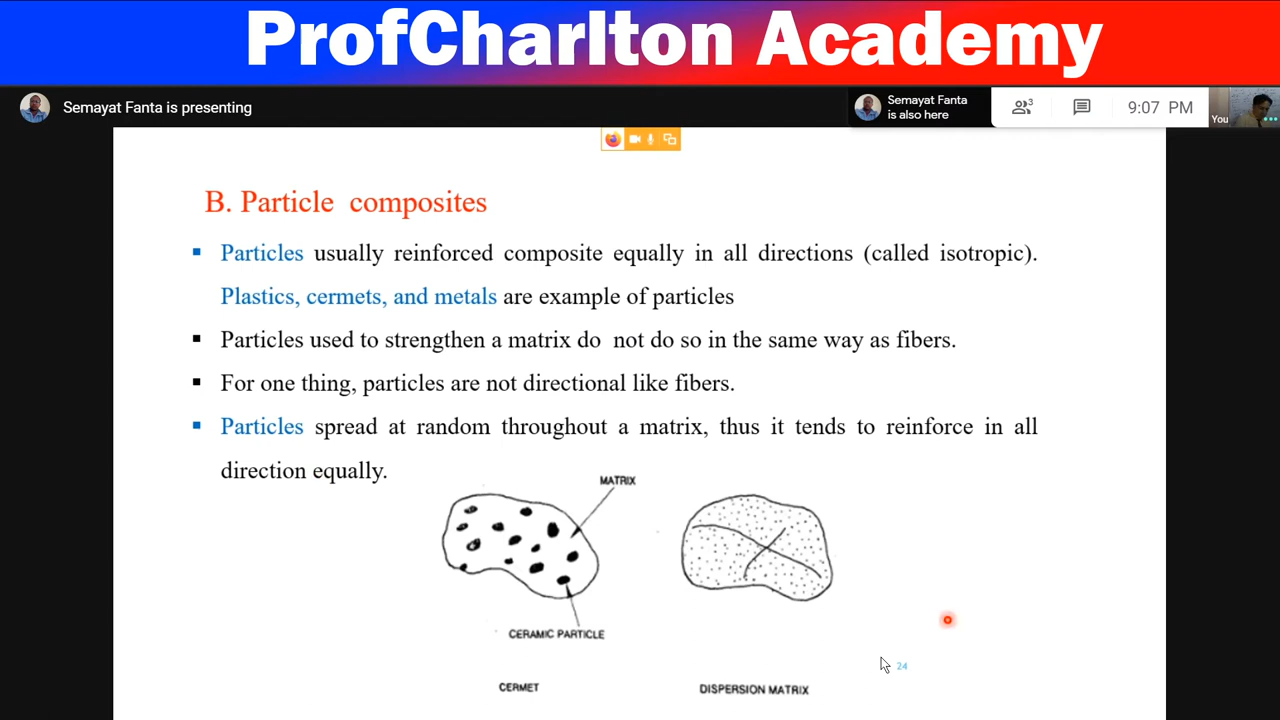 ProfCharlton Academy
Semayat Fanta is presenting
Semayat Fanta
is also here
3
9:07 PM
You
B. Particle composites
Particles usually reinforced composite equally in all directions (called isotropic).
Plastics, cermets, and metals are example of particles
Particles used to strengthen a matrix do not do so in the same way as fibers.
For one thing, particles are not directional like fibers.
Particles spread at random throughout a matrix, thus it tends to reinforce in all
direction equally.
MATRIX
CERAMIC PARTICLE
24
CERMET
DISPERSION MATRIX